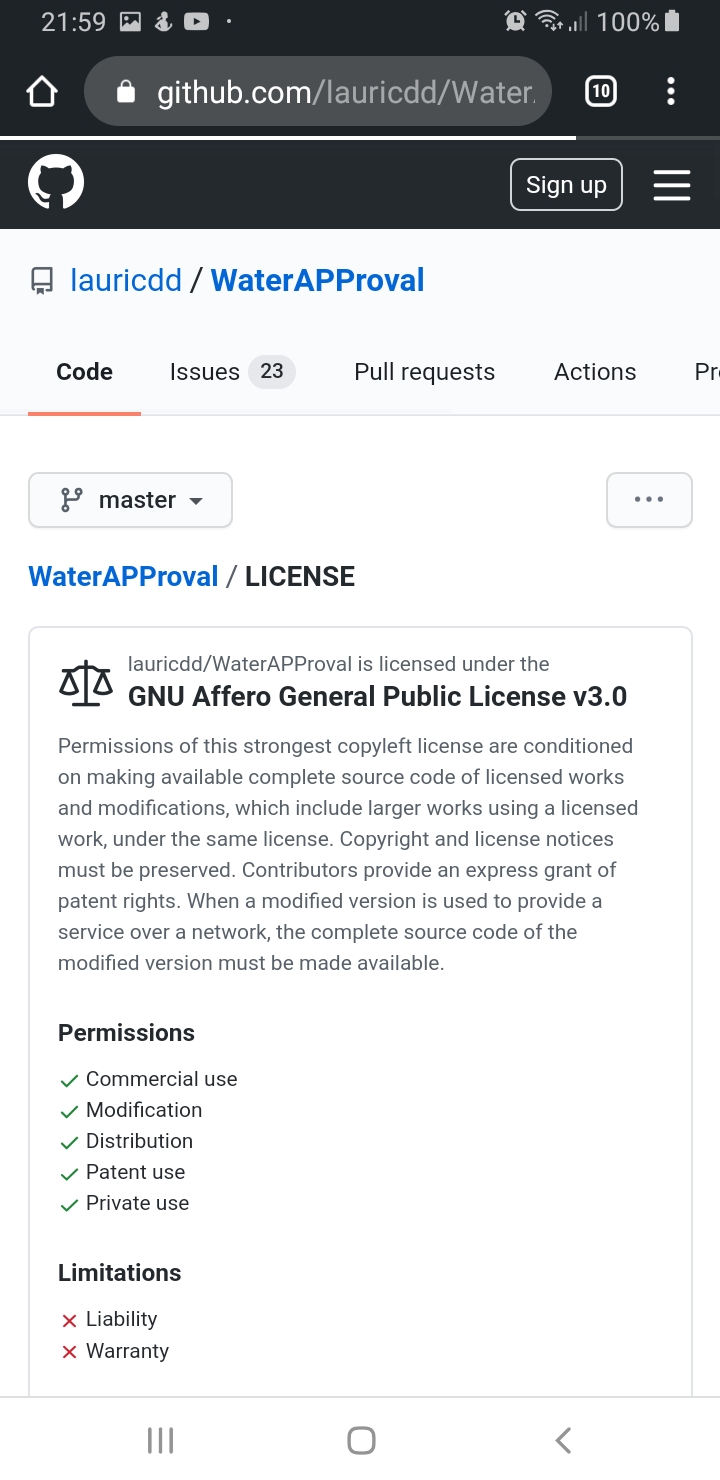 21:59 100%
github.com/lauricdd/Water.
10
Sign up
lauricdd / WaterAPProval
Code Issues 23 Pull requests Actions Pr
master
WaterAPProval / LICENSE
lauricdd/WaterAPProval is licensed under the
GNU Affero General Public License v3.0
Permissions of this strongest copyleft license are conditioned
on making available complete source code of licensed works
and modifications, which include larger works using a licensed
work, under the same license. Copyright and license notices
must be preserved. Contributors provide an express grant of
patent rights. When a modified version is used to provide a
service over a network, the complete source code of the
modified version must be made available.
Permissions
Commercial use
Modification
Distribution
Patent use
Private use
Limitations
Liability
Warranty